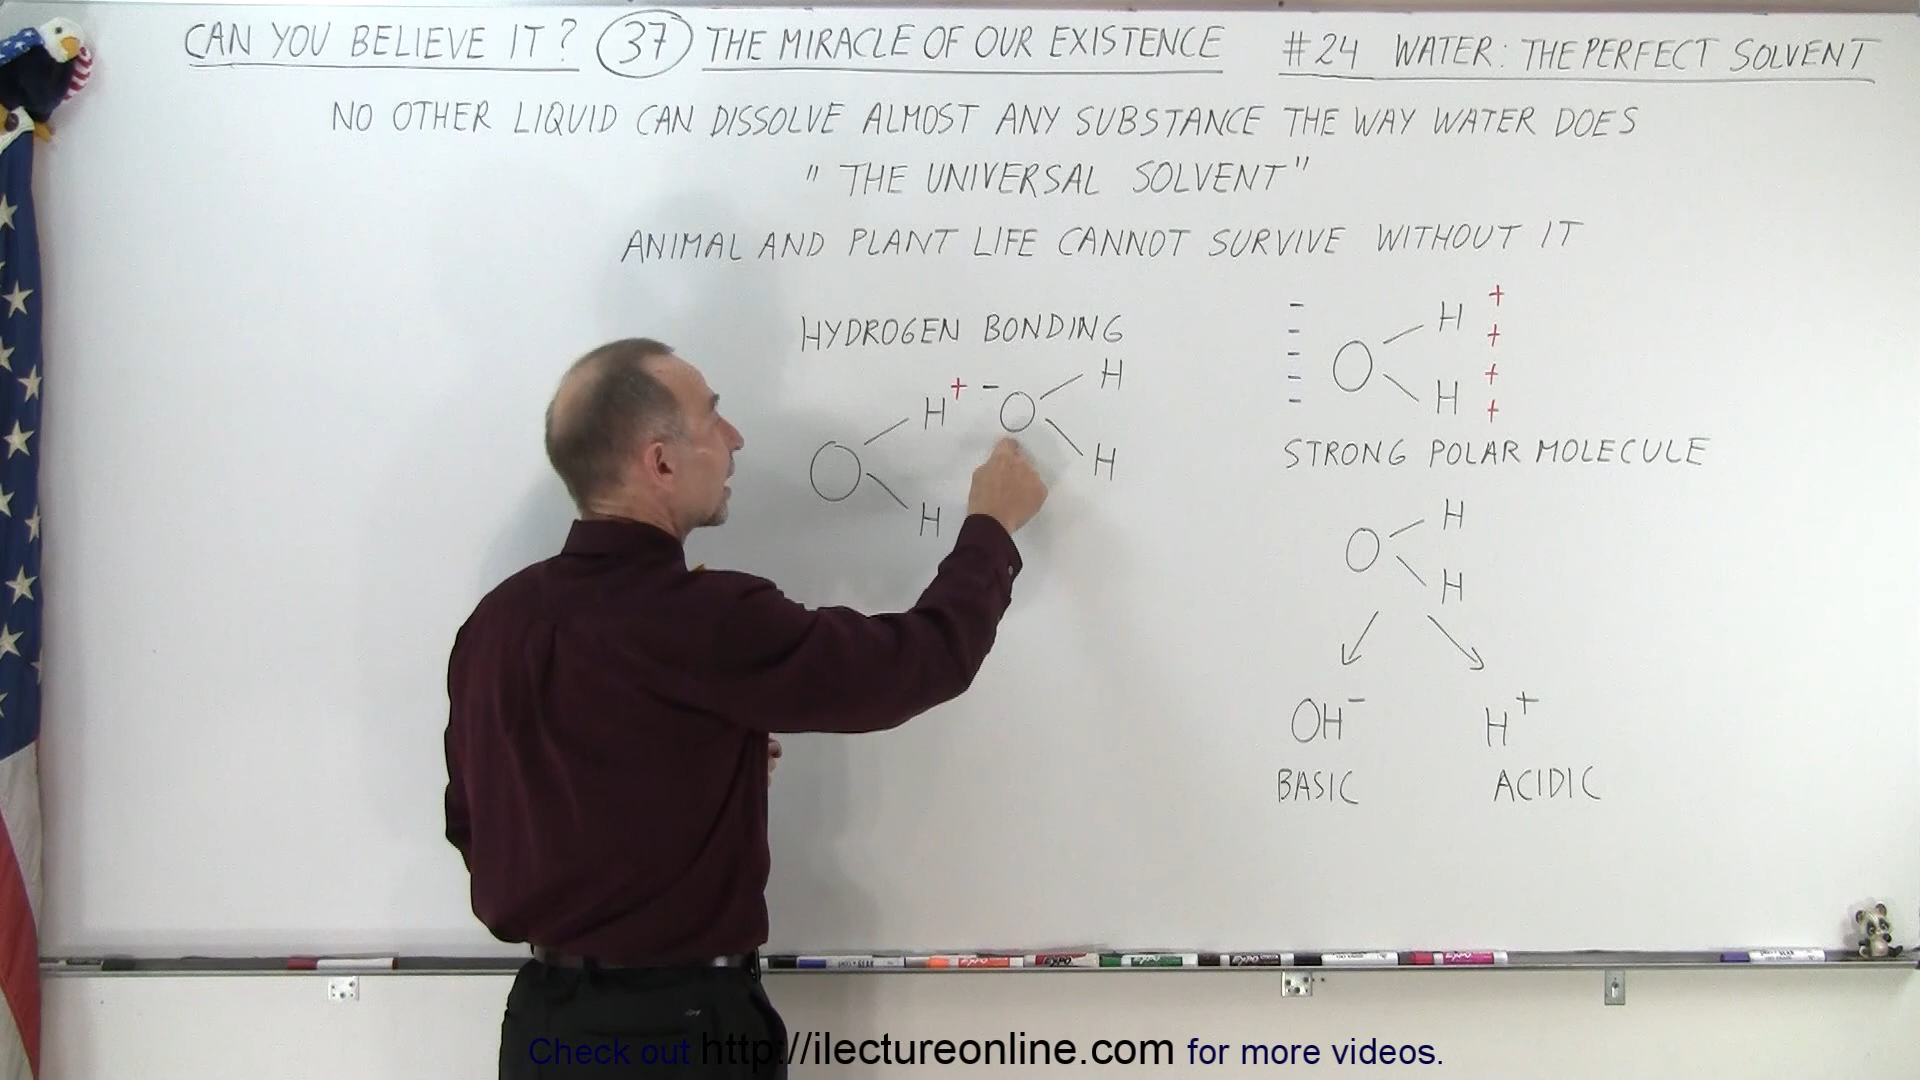 CAN YOU BELIEVE IT? 37 THE MIRACLE OF OUR EXISTENCE #24 WATER: THE PERFECT SOLVENT
NO OTHER LIQUID CAN DISSOLVE ALMOST ANY SUBSTANCE THE WAY WATER DOES
"THE UNIVERSAL SOLVENT"
ANIMAL AND PLANT LIFE CANNOT SURVIVE WITHOUT IT
HYDROGEN BONDING
H + - O H
O H
H
- - - - -
O H
H
+ + + +
STRONG POLAR MOLECULE
O H
H
OH⁻ H⁺
BASIC ACIDIC
Check out http://ilectureonline.com for more videos.